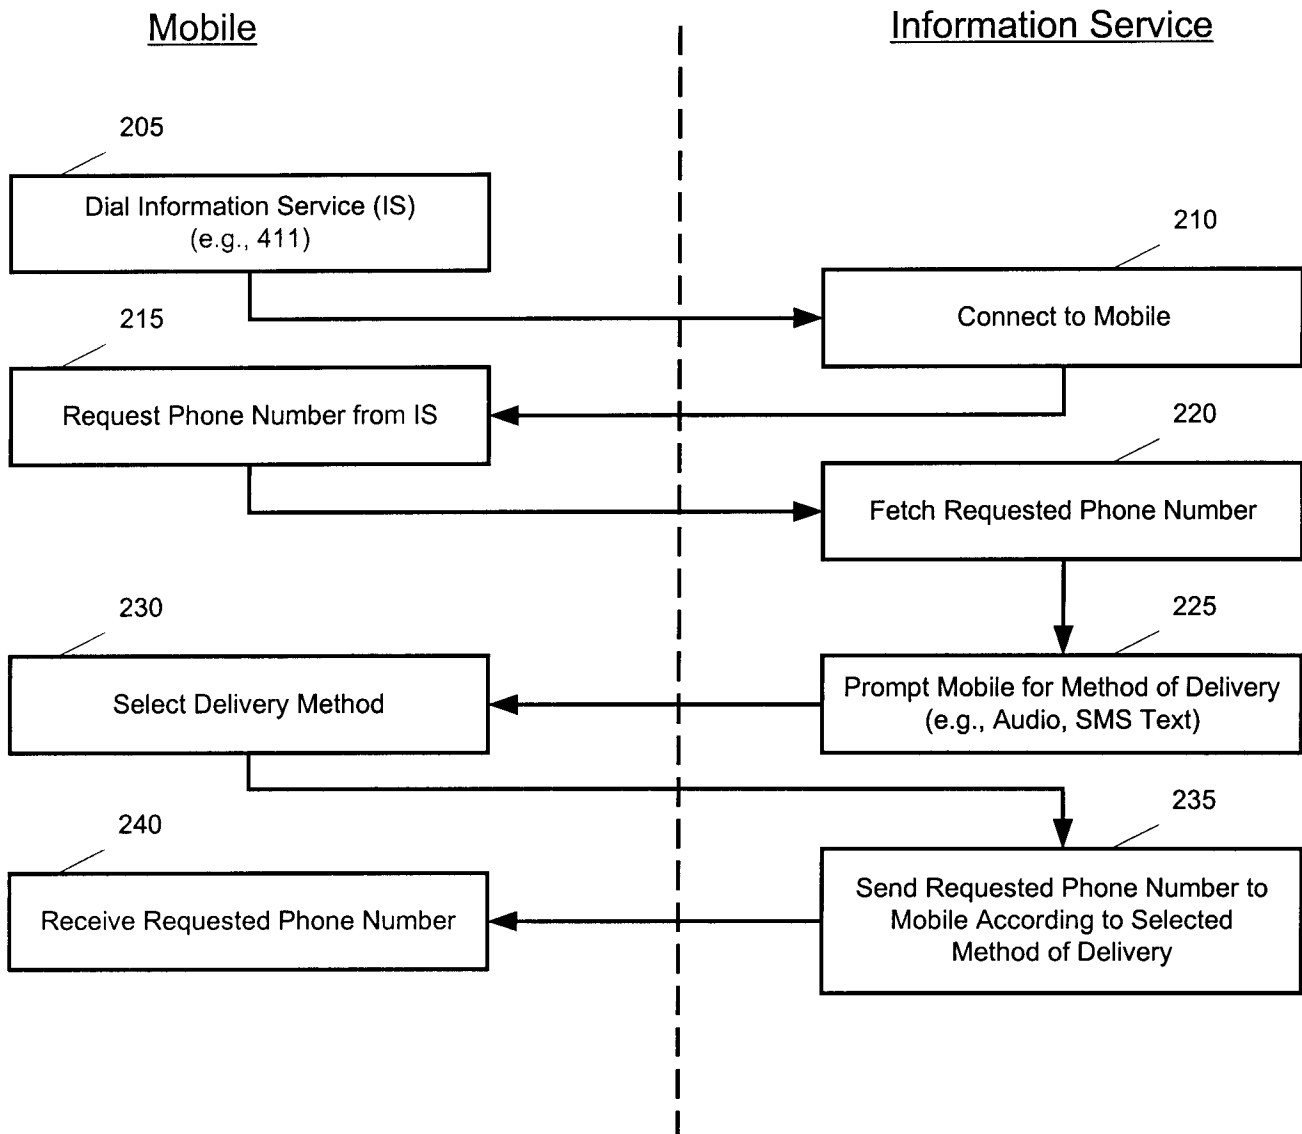 Mobile
Information Service
205
Dial Information Service (IS)
(e.g., 411)
210
Connect to Mobile
215
Request Phone Number from IS
220
Fetch Requested Phone Number
225
Prompt Mobile for Method of Delivery
(e.g., Audio, SMS Text)
230
Select Delivery Method
235
Send Requested Phone Number to
Mobile According to Selected
Method of Delivery
240
Receive Requested Phone Number